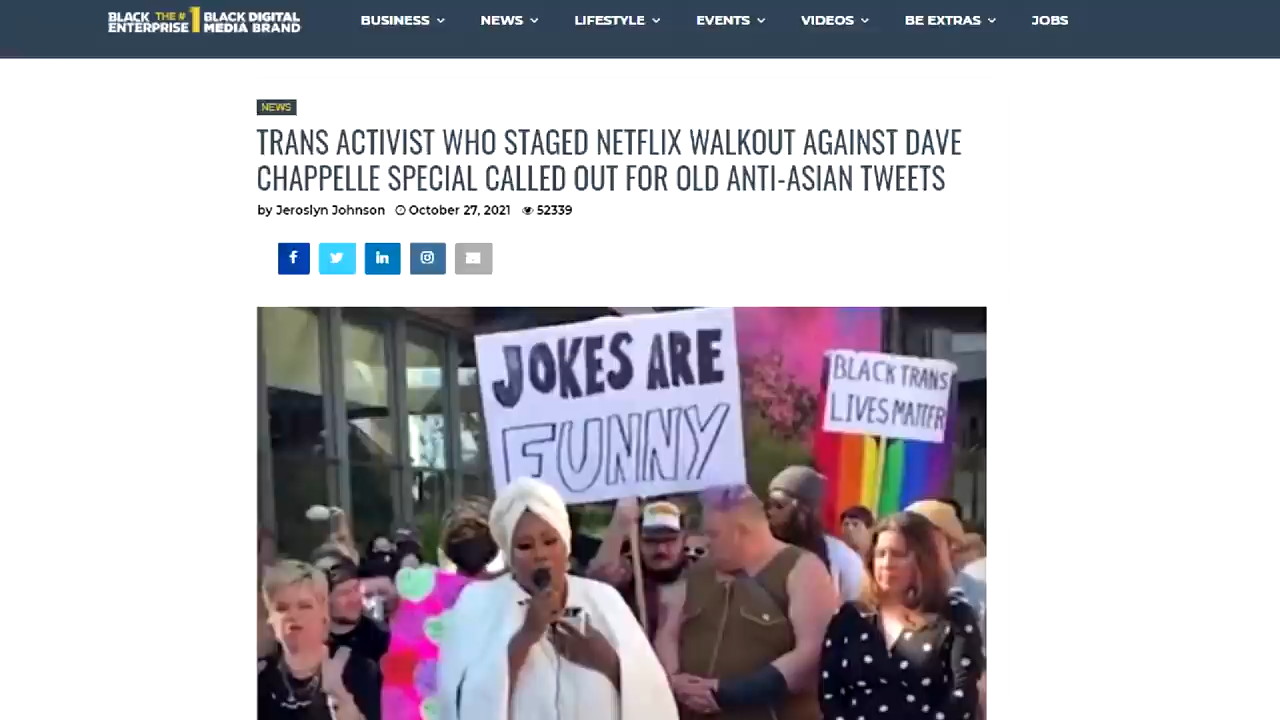 BLACK ENTERPRISE THE #1 BLACK DIGITAL MEDIA BRAND
BUSINESS NEWS LIFESTYLE EVENTS VIDEOS BE EXTRAS JOBS
NEWS
TRANS ACTIVIST WHO STAGED NETFLIX WALKOUT AGAINST DAVE
CHAPPELLE SPECIAL CALLED OUT FOR OLD ANTI-ASIAN TWEETS
by Jeroslyn Johnson October 27, 2021 52339
JOKES ARE
FUNNY
BLACK TRANS
LIVES MATTER